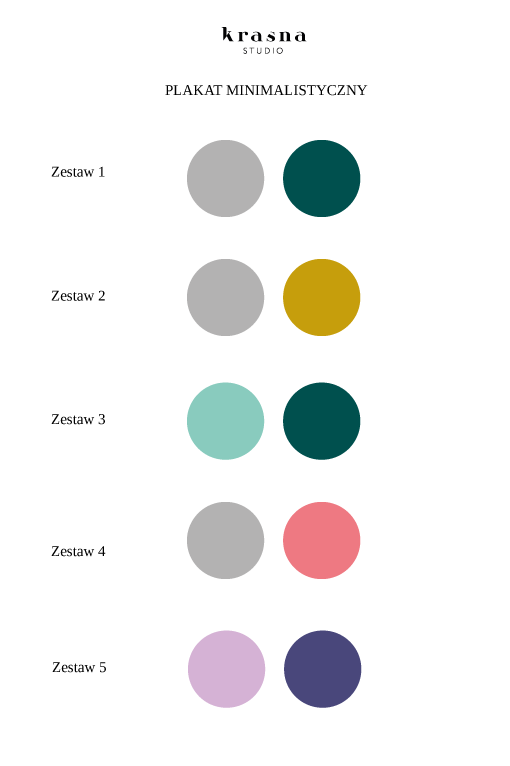 krasna
STUDIO
PLAKAT MINIMALISTYCZNY
Zestaw 1
Zestaw 2
Zestaw 3
Zestaw 4
Zestaw 5